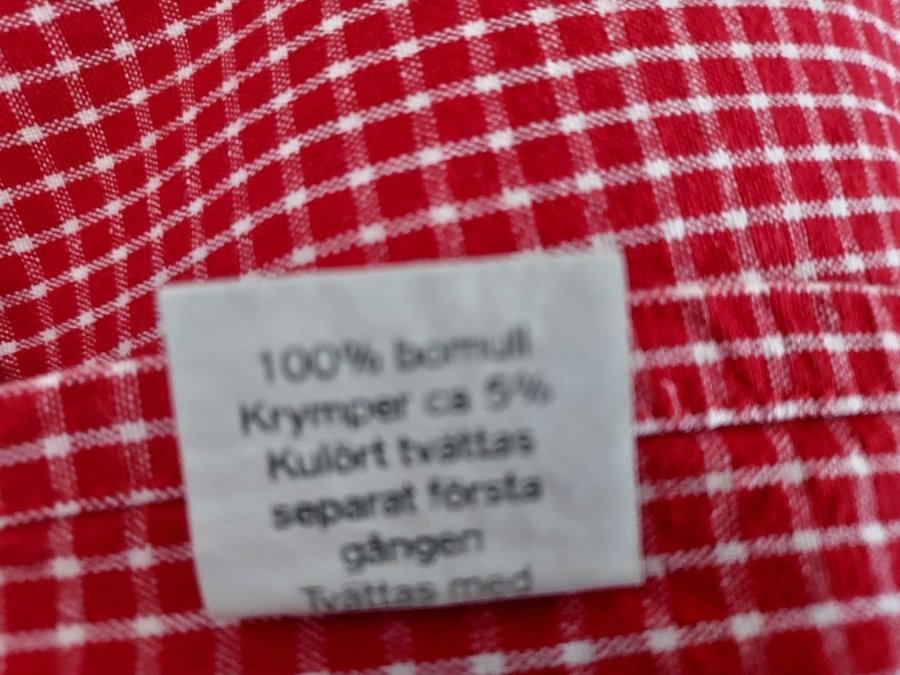 100% bomull
Krymper ca 5%
Kulört tvättas
separat första
gången
Tvättas med